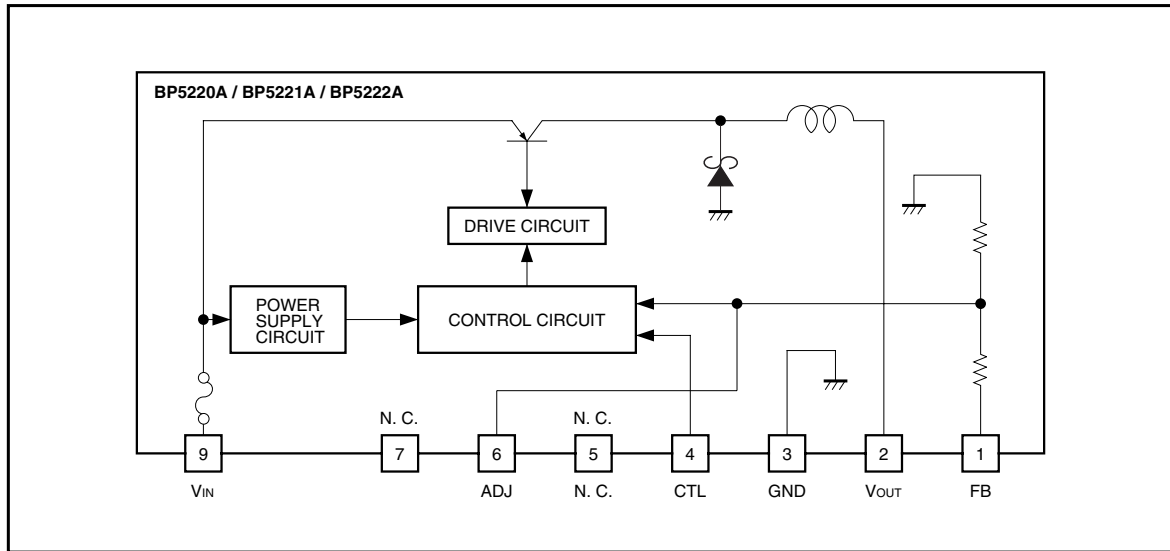 BP5220A / BP5221A / BP5222A
DRIVE CIRCUIT
POWER
SUPPLY
CIRCUIT
CONTROL CIRCUIT
N. C.
N. C.
9
7
6
5
4
3
2
1
VIN
ADJ
N. C.
CTL
GND
VOUT
FB